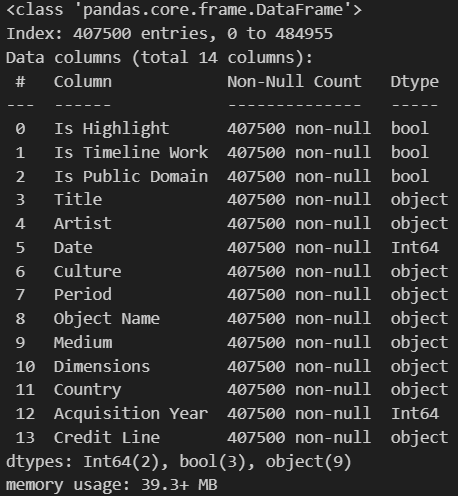 <class 'pandas.core.frame.DataFrame'>
Index: 407500 entries, 0 to 484955
Data columns (total 14 columns):
 #   Column            Non-Null Count   Dtype
---  ------            --------------   -----
 0   Is Highlight      407500 non-null  bool
 1   Is Timeline Work  407500 non-null  bool
 2   Is Public Domain  407500 non-null  bool
 3   Title             407500 non-null  object
 4   Artist            407500 non-null  object
 5   Date              407500 non-null  Int64
 6   Culture           407500 non-null  object
 7   Period            407500 non-null  object
 8   Object Name       407500 non-null  object
 9   Medium            407500 non-null  object
 10  Dimensions        407500 non-null  object
 11  Country           407500 non-null  object
 12  Acquisition Year  407500 non-null  Int64
 13  Credit Line       407500 non-null  object
dtypes: Int64(2), bool(3), object(9)
memory usage: 39.3+ MB